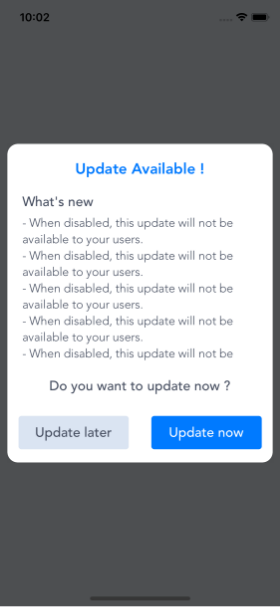 10:02
Update Available !
What's new
- When disabled, this update will not be
available to your users.
- When disabled, this update will not be
available to your users.
- When disabled, this update will not be
available to your users.
- When disabled, this update will not be
available to your users.
- When disabled, this update will not be
Do you want to update now ?
Update later
Update now